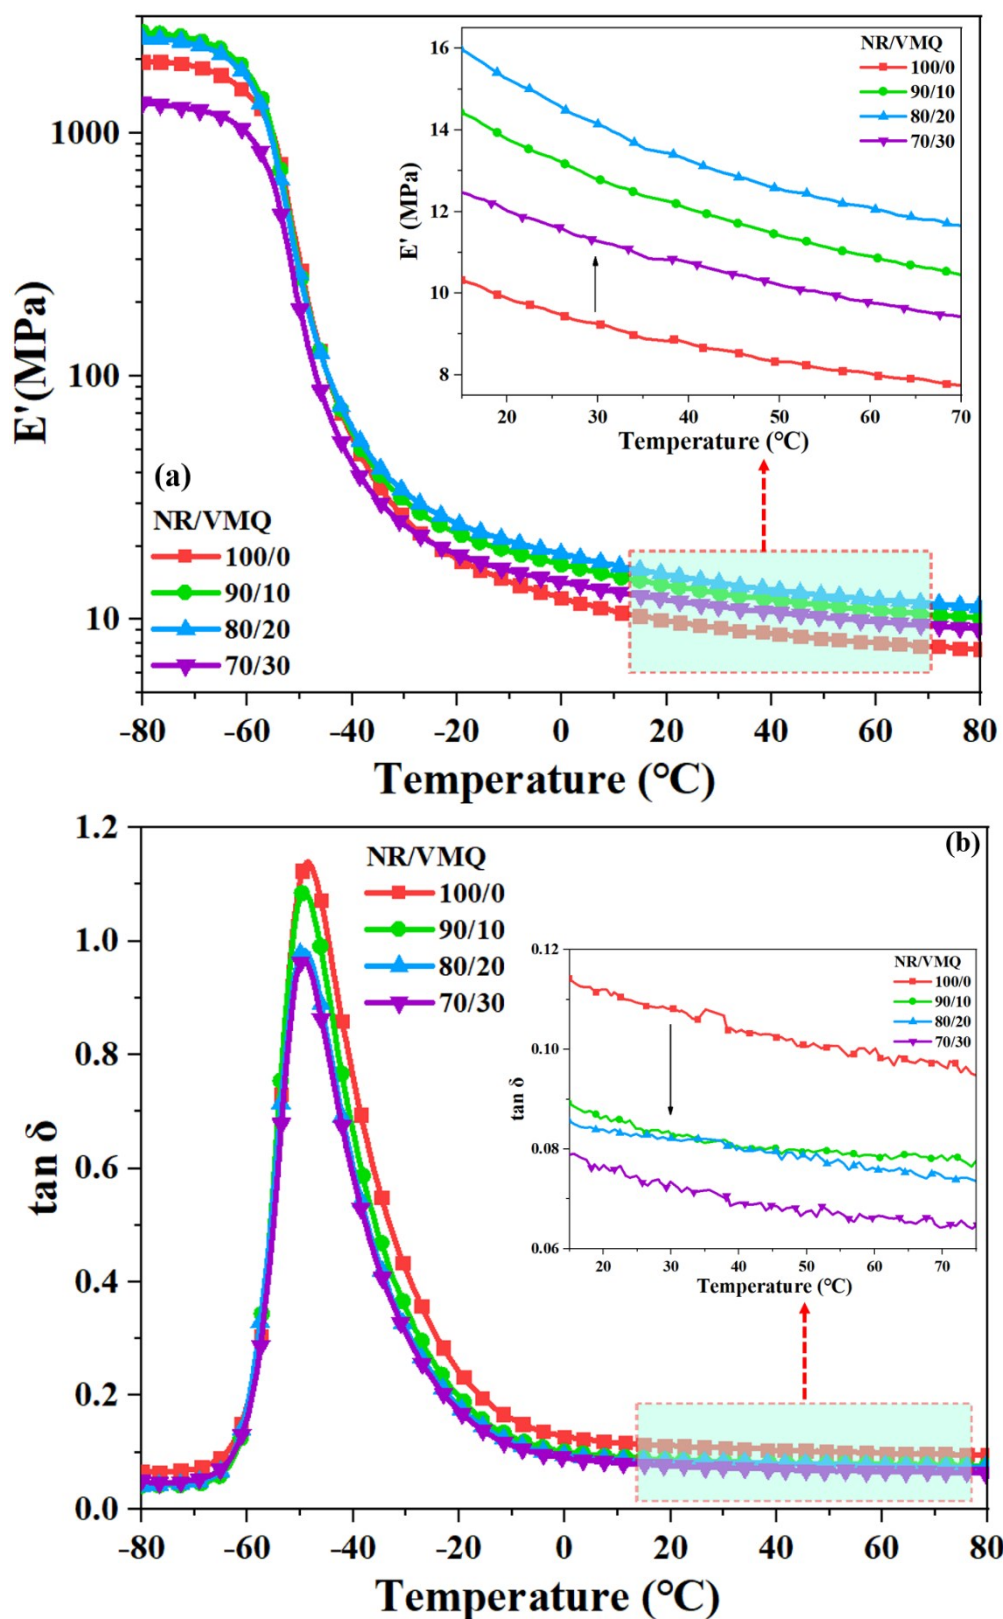 1000
100
10
E'(MPa)
(a)
NR/VMQ
100/0
90/10
80/20
70/30
16
14
12
10
8
E' (MPa)
NR/VMQ
100/0
90/10
80/20
70/30
20 30 40 50 60 70
Temperature (℃)
-80 -60 -40 -20 0 20 40 60 80
Temperature (℃)
1.2
1.0
0.8
0.6
0.4
0.2
0.0
tan δ
(b)
NR/VMQ
100/0
90/10
80/20
70/30
0.12
0.10
0.08
0.06
tan δ
NR/VMQ
100/0
90/10
80/20
70/30
20 30 40 50 60 70
Temperature (℃)
-80 -60 -40 -20 0 20 40 60 80
Temperature (℃)